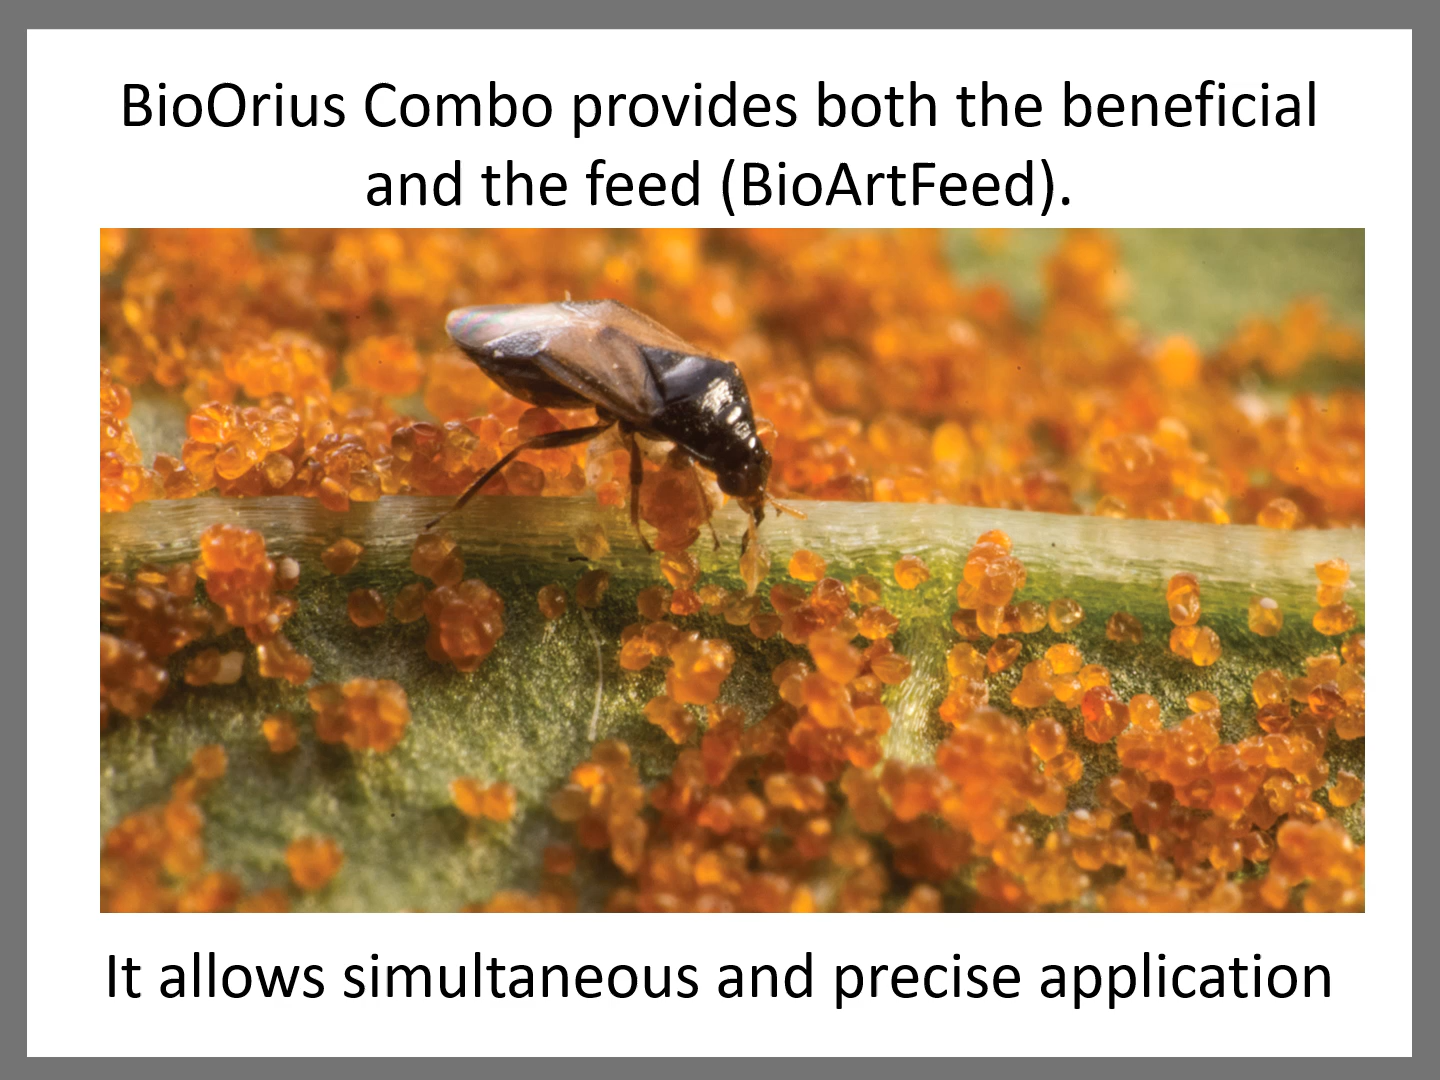 BioOrius Combo provides both the beneficial
and the feed (BioArtFeed).
It allows simultaneous and precise application